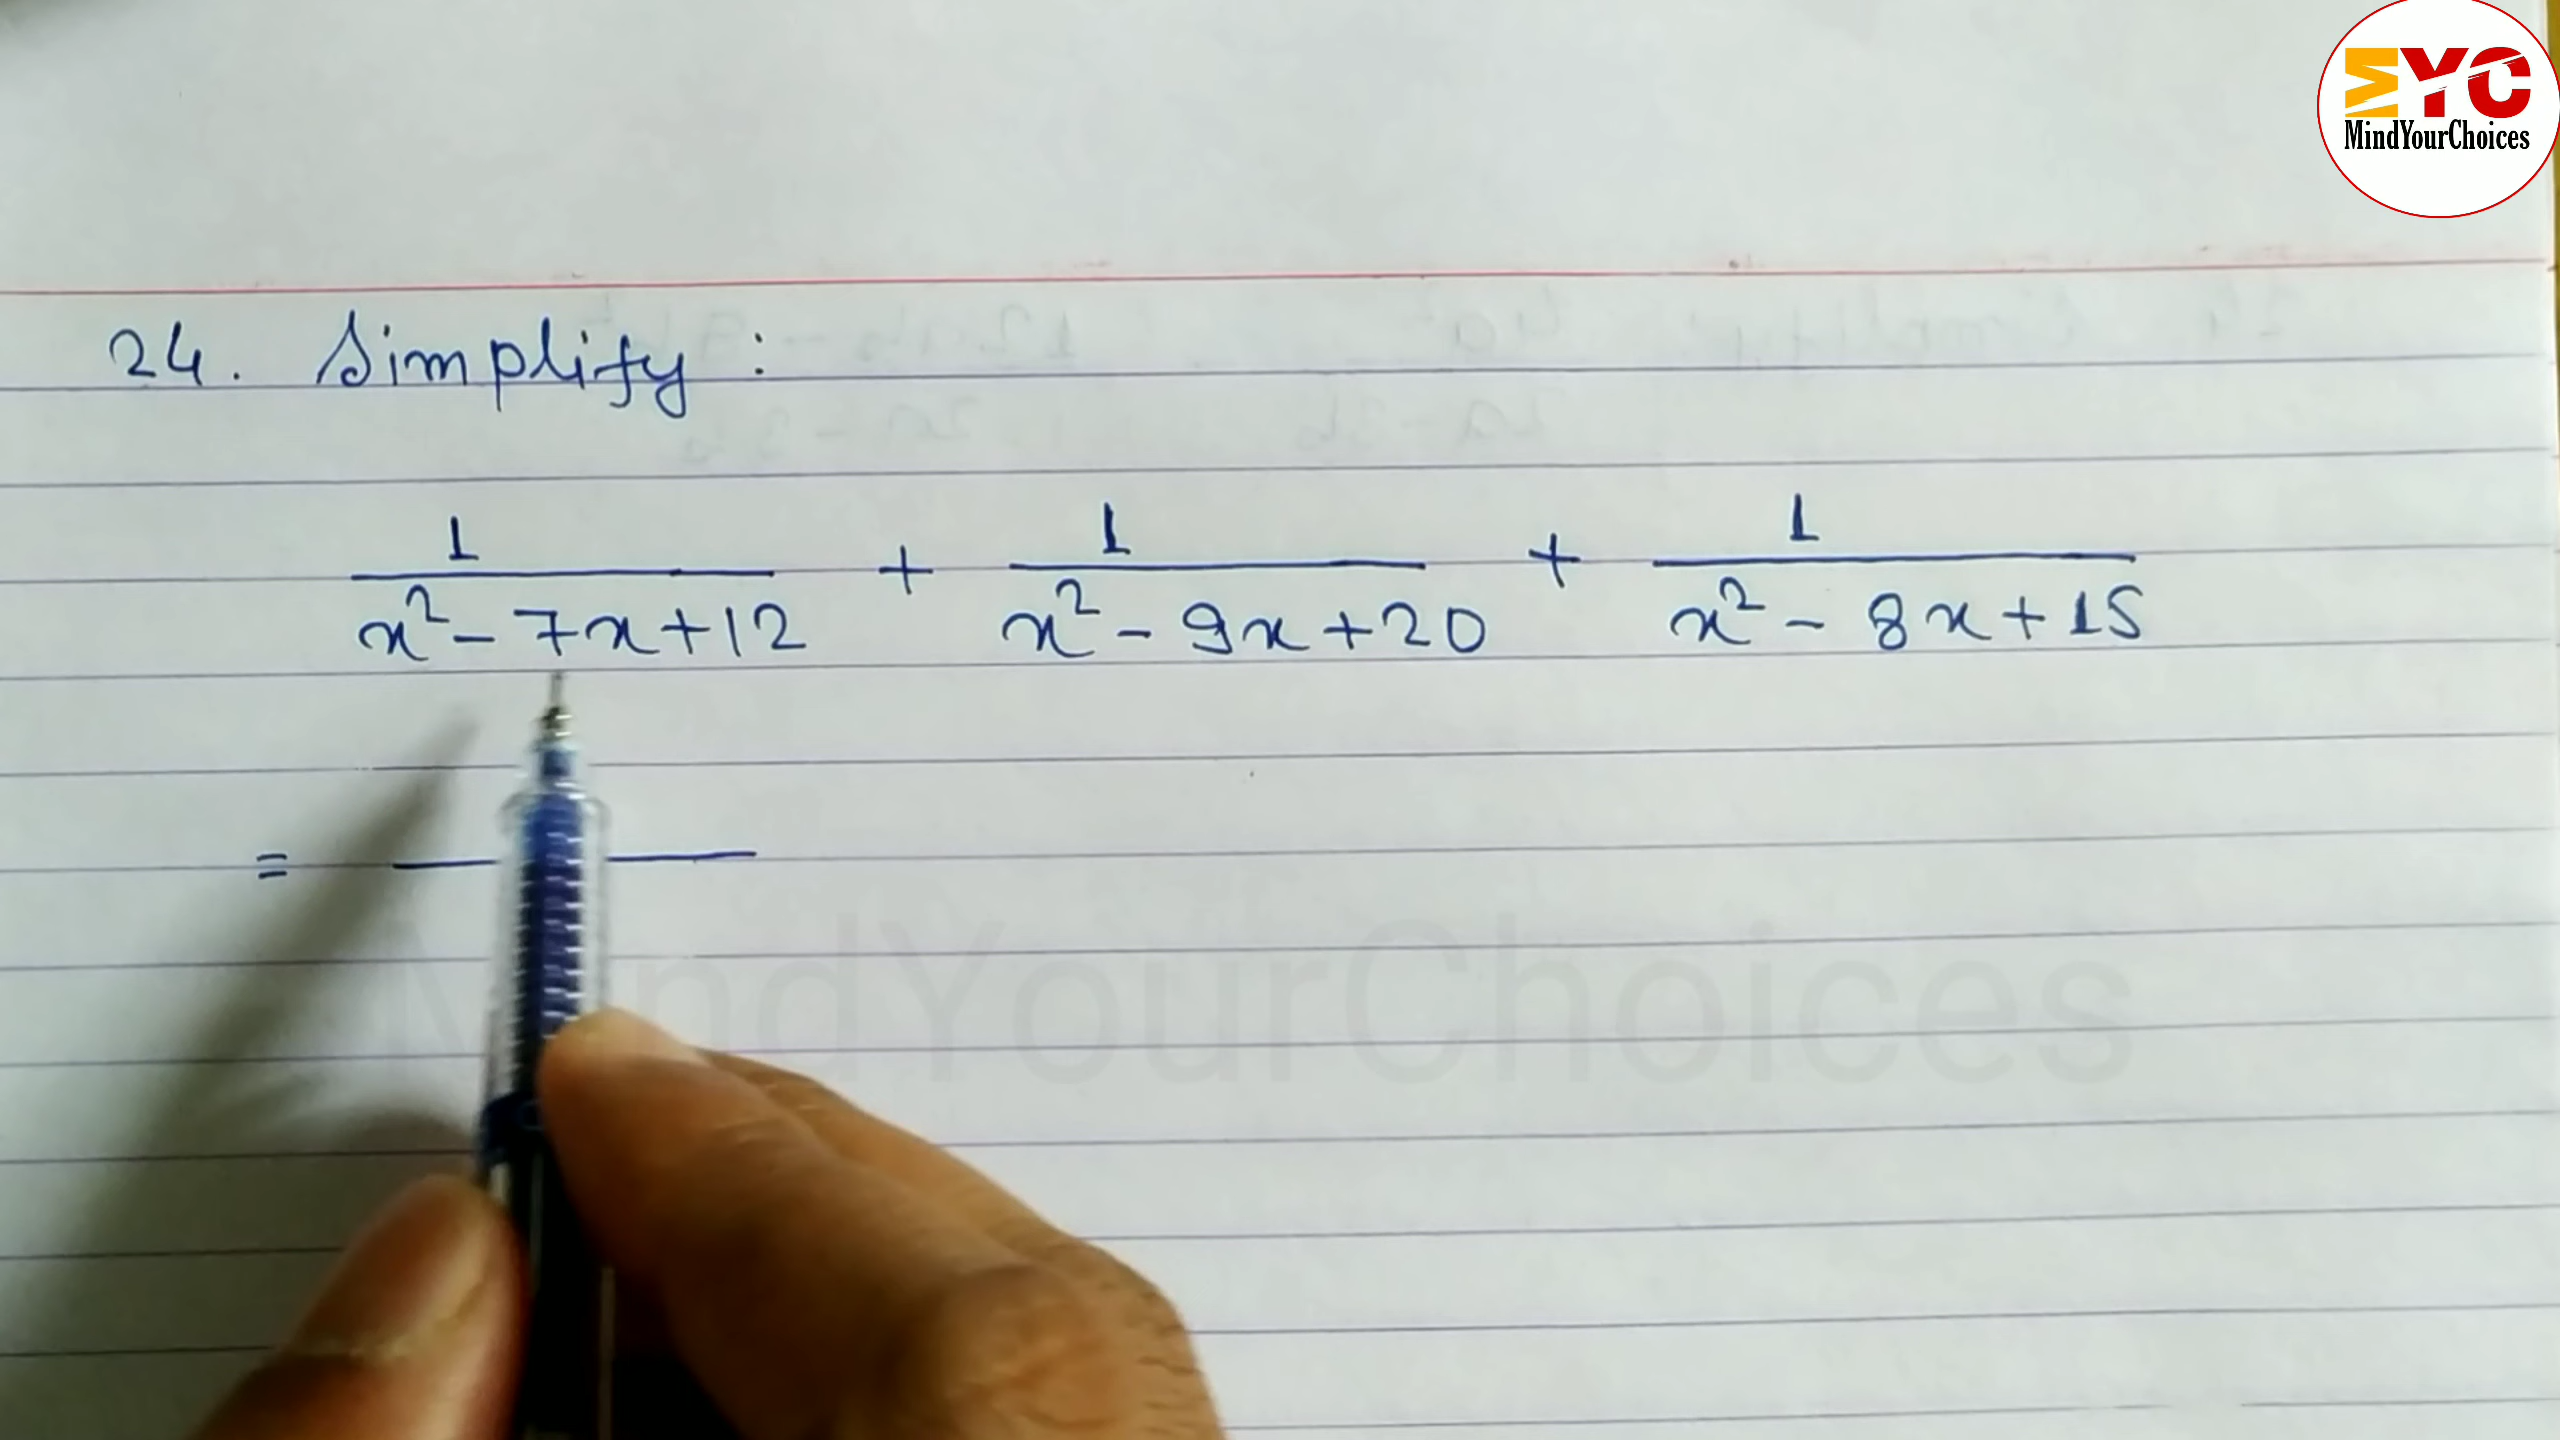 MYC
MindYourChoices
24. Simplify :
1 + 1 + 1
x² - 7x+12 x² - 9x+20 x² - 8x+15
=
MindYourChoices